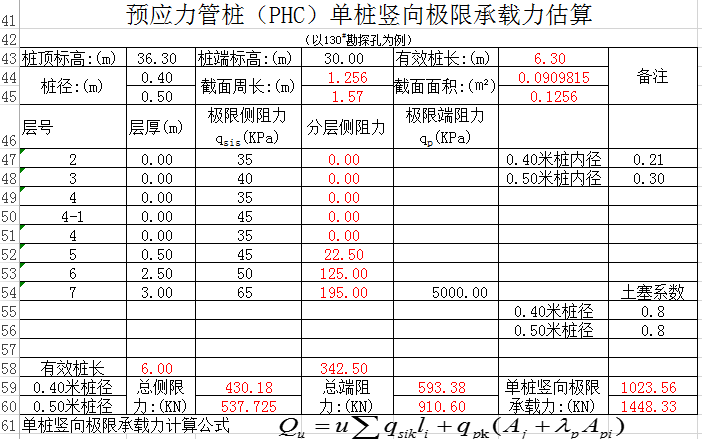 41 预应力管桩（PHC）单桩竖向极限承载力估算
42 (以130#勘探孔为例)
43 桩顶标高:(m) 36.30 桩端标高:(m) 30.00 有效桩长:(m) 6.30 备注
44 桩径:(m) 0.40 截面周长:(m) 1.256 截面面积:(m²) 0.0909815
45 0.50 1.57 0.1256
46 层号 层厚(m) 极限侧阻力qsis(KPa) 分层侧阻力 极限端阻力qp(KPa)
47 2 0.00 35 0.00 0.40米桩内径 0.21
48 3 0.00 40 0.00 0.50米桩内径 0.30
49 4 0.00 35 0.00
50 4-1 0.00 45 0.00
51 4 0.00 35 0.00
52 5 0.50 45 22.50
53 6 2.50 50 125.00
54 7 3.00 65 195.00 5000.00 土塞系数
55 0.40米桩径 0.8
56 0.50米桩径 0.8
57
58 有效桩长 6.00 342.50
59 0.40米桩径 总侧限力:(KN) 430.18 总端阻力:(KN) 593.38 单桩竖向极限承载力:(KN) 1023.56
60 0.50米桩径 537.725 910.60 1448.33
61 单桩竖向极限承载力计算公式 Qu = u∑qsik li + qpk(Aj + λp Api)